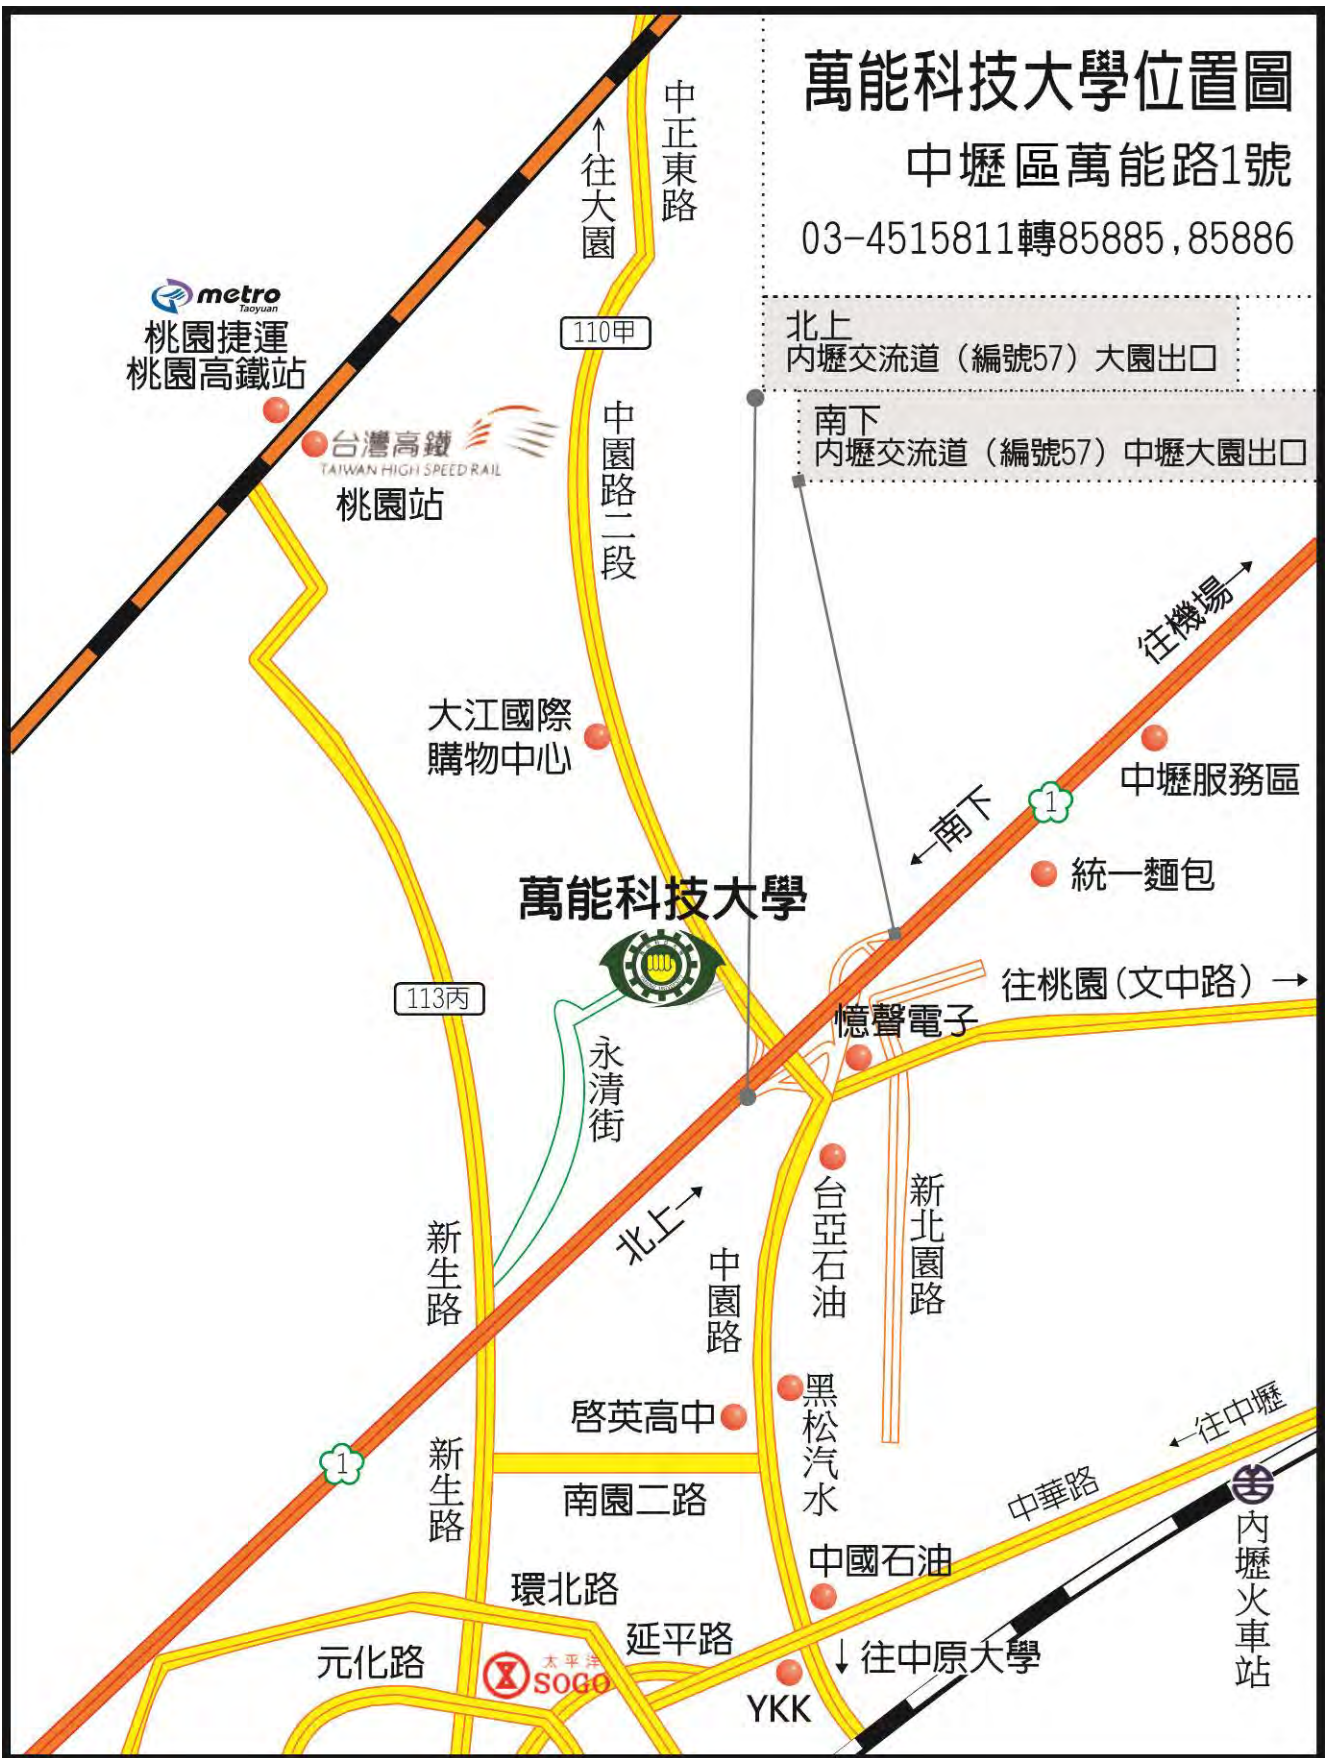 萬能科技大學位置圖
中壢區萬能路1號
03-4515811轉85885,85886
中正東路
↑往大園
metro
Taoyuan
桃園捷運
桃園高鐵站
110甲
北上
內壢交流道（編號57）大園出口
南下
內壢交流道（編號57）中壢大園出口
台灣高鐵
TAIWAN HIGH SPEED RAIL
桃園站
中園路二段
往機場→
大江國際
購物中心
中壢服務區
1
←南下
統一麵包
萬能科技大學
往桃園(文中路)→
113丙
憶聲電子
永清街
台亞石油
新北園路
北上→
新生路
中園路
黑松汽水
啓英高中
1
新生路
南園二路
←往中壢
中華路
內壢火車站
中國石油
環北路
延平路
元化路
太平洋
SOGO
↓往中原大學
YKK